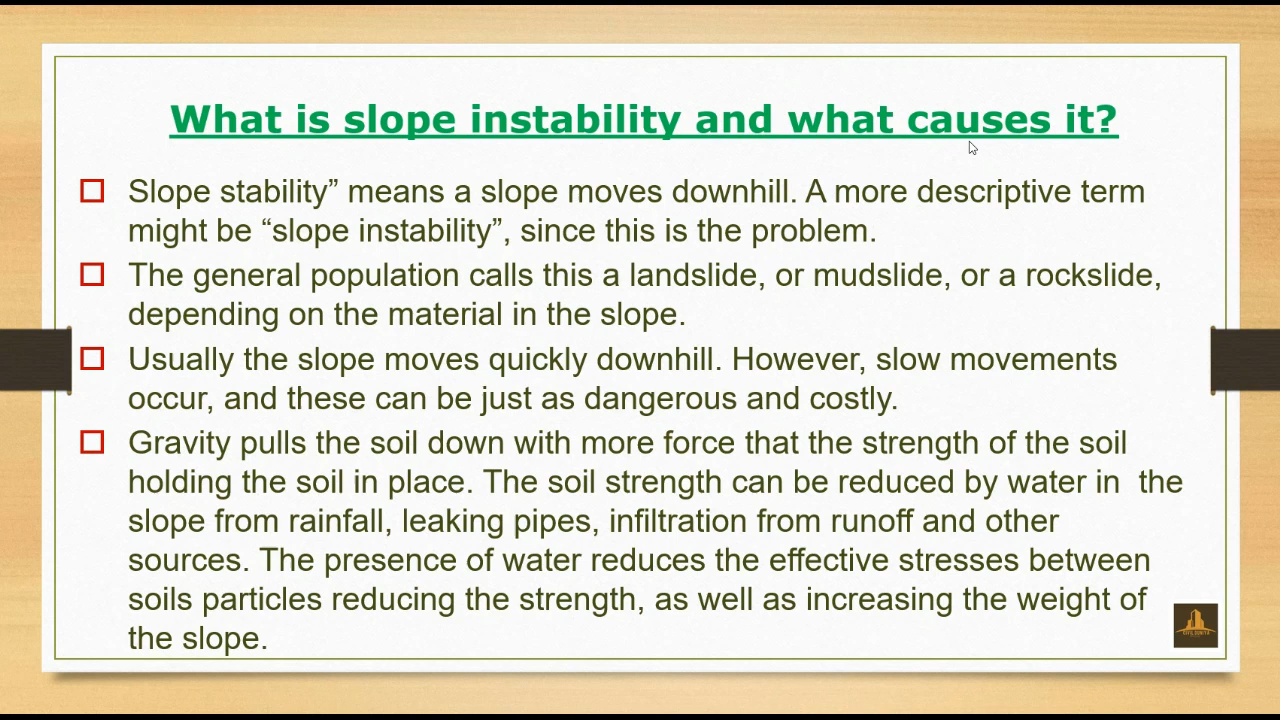 What is slope instability and what causes it?
Slope stability” means a slope moves downhill. A more descriptive term
might be “slope instability”, since this is the problem.
The general population calls this a landslide, or mudslide, or a rockslide,
depending on the material in the slope.
Usually the slope moves quickly downhill. However, slow movements
occur, and these can be just as dangerous and costly.
Gravity pulls the soil down with more force that the strength of the soil
holding the soil in place. The soil strength can be reduced by water in  the
slope from rainfall, leaking pipes, infiltration from runoff and other
sources. The presence of water reduces the effective stresses between
soils particles reducing the strength, as well as increasing the weight of
the slope.